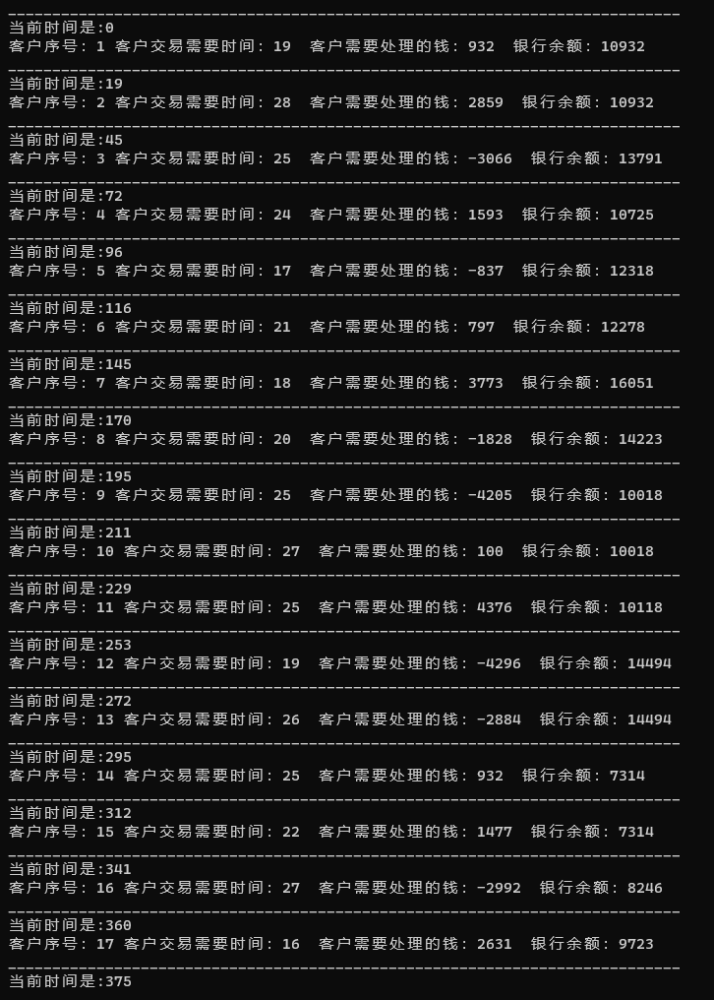 当前时间是:0
客户序号: 1 客户交易需要时间: 19  客户需要处理的钱: 932  银行余额: 10932
当前时间是:19
客户序号: 2 客户交易需要时间: 28  客户需要处理的钱: 2859  银行余额: 10932
当前时间是:45
客户序号: 3 客户交易需要时间: 25  客户需要处理的钱: -3066  银行余额: 13791
当前时间是:72
客户序号: 4 客户交易需要时间: 24  客户需要处理的钱: 1593  银行余额: 10725
当前时间是:96
客户序号: 5 客户交易需要时间: 17  客户需要处理的钱: -837  银行余额: 12318
当前时间是:116
客户序号: 6 客户交易需要时间: 21  客户需要处理的钱: 797  银行余额: 12278
当前时间是:145
客户序号: 7 客户交易需要时间: 18  客户需要处理的钱: 3773  银行余额: 16051
当前时间是:170
客户序号: 8 客户交易需要时间: 20  客户需要处理的钱: -1828  银行余额: 14223
当前时间是:195
客户序号: 9 客户交易需要时间: 25  客户需要处理的钱: -4205  银行余额: 10018
当前时间是:211
客户序号: 10 客户交易需要时间: 27  客户需要处理的钱: 100  银行余额: 10018
当前时间是:229
客户序号: 11 客户交易需要时间: 25  客户需要处理的钱: 4376  银行余额: 10118
当前时间是:253
客户序号: 12 客户交易需要时间: 19  客户需要处理的钱: -4296  银行余额: 14494
当前时间是:272
客户序号: 13 客户交易需要时间: 26  客户需要处理的钱: -2884  银行余额: 14494
当前时间是:295
客户序号: 14 客户交易需要时间: 25  客户需要处理的钱: 932  银行余额: 7314
当前时间是:312
客户序号: 15 客户交易需要时间: 22  客户需要处理的钱: 1477  银行余额: 7314
当前时间是:341
客户序号: 16 客户交易需要时间: 27  客户需要处理的钱: -2992  银行余额: 8246
当前时间是:360
客户序号: 17 客户交易需要时间: 16  客户需要处理的钱: 2631  银行余额: 9723
当前时间是:375